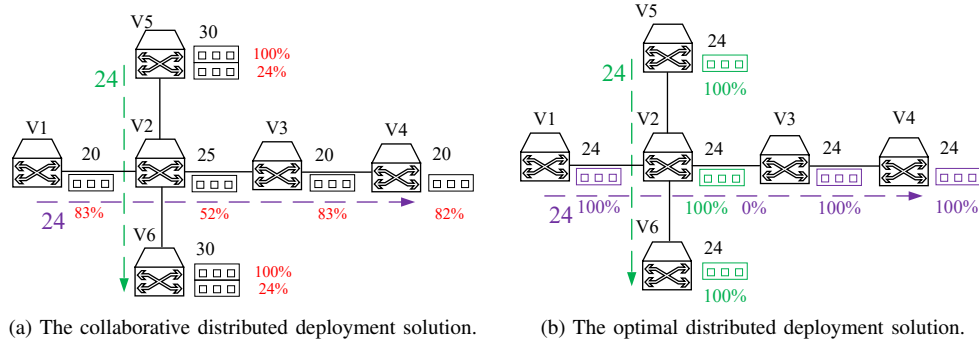 V5
30
100%
24%
24
V1
V2
V3
V4
20
25
20
20
83%
52%
83%
82%
24
V6
30
100%
24%
(a) The collaborative distributed deployment solution.
V5
24
100%
24
V1
V2
V3
V4
24
24
24
24
100%
100%
0%
100%
100%
24
V6
24
100%
(b) The optimal distributed deployment solution.